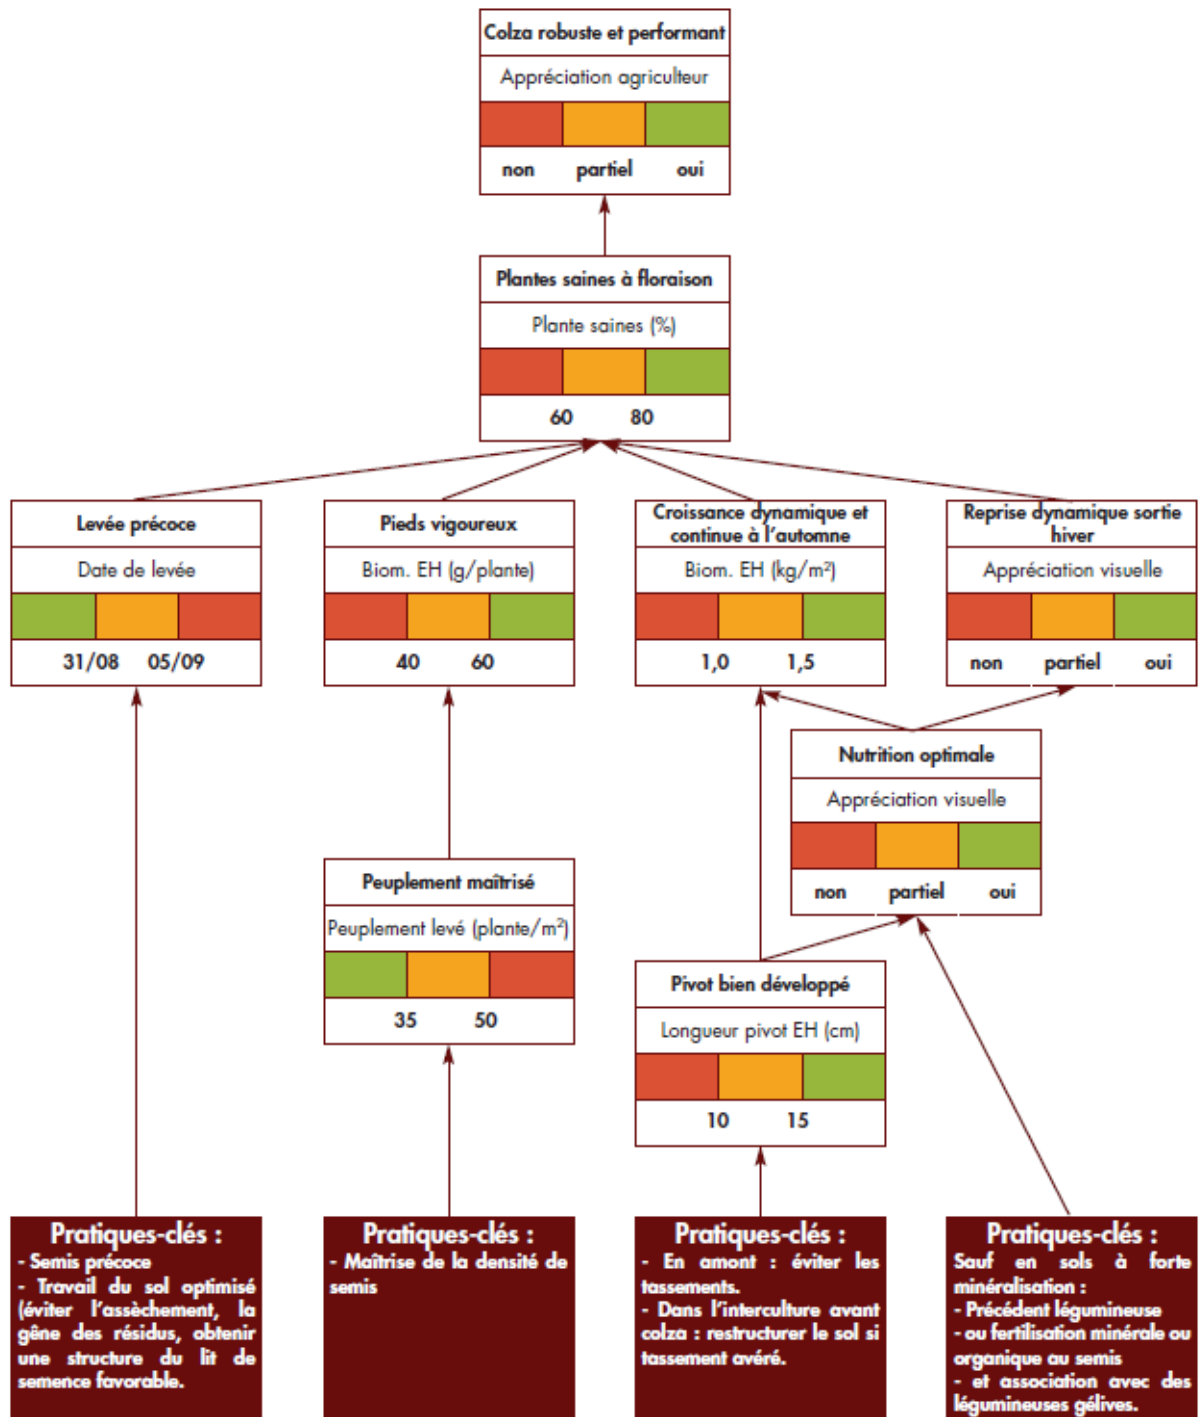 Colza robuste et performant
Appréciation agriculteur
non partiel oui
Plantes saines à floraison
Plante saines (%)
60 80
Levée précoce
Date de levée
31/08 05/09
Pieds vigoureux
Biom. EH (g/plante)
40 60
Croissance dynamique et
continue à l'automne
Biom. EH (kg/m²)
1,0 1,5
Reprise dynamique sortie
hiver
Appréciation visuelle
non partiel oui
Nutrition optimale
Appréciation visuelle
non partiel oui
Peuplement maîtrisé
Peuplement levé (plante/m²)
35 50
Pivot bien développé
Longueur pivot EH (cm)
10 15
Pratiques-clés :
- Semis précoce
- Travail du sol optimisé
(éviter l'assèchement, la
gêne des résidus, obtenir
une structure du lit de
semence favorable.
Pratiques-clés :
- Maîtrise de la densité de
semis
Pratiques-clés :
- En amont : éviter les
tassements.
- Dans l'interculture avant
colza : restructurer le sol si
tassement avéré.
Pratiques-clés :
Sauf en sols à forte
minéralisation :
- Précédent légumineuse
- ou fertilisation minérale ou
organique au semis
- et association avec des
légumineuses gélives.